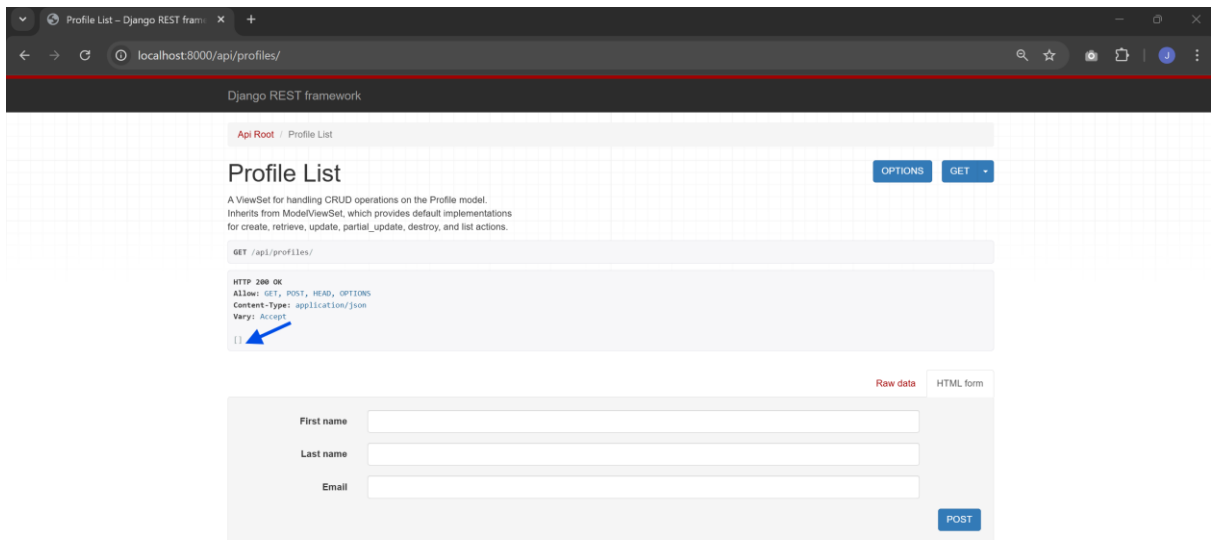 Profile List – Django REST frame
localhost:8000/api/profiles/
J
Django REST framework
Api Root / Profile List
Profile List
OPTIONS
GET
A ViewSet for handling CRUD operations on the Profile model.
Inherits from ModelViewSet, which provides default implementations
for create, retrieve, update, partial_update, destroy, and list actions.
GET /api/profiles/
HTTP 200 OK
Allow: GET, POST, HEAD, OPTIONS
Content-Type: application/json
Vary: Accept
[]
Raw data
HTML form
First name
Last name
Email
POST